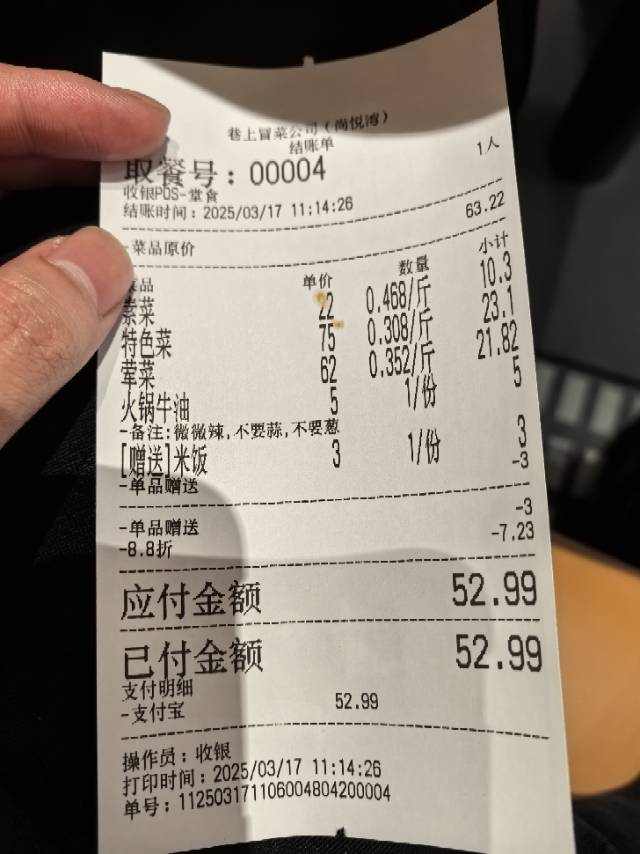 巷上冒菜公司(尚悦湾)
结账单
取餐号:00004 1人
收银POS-堂食
结账时间:2025/03/17 11:14:26
-菜品原价 63.22
菜品 单价 数量 小计
素菜 22 0.468/斤 10.3
特色菜 75 0.308/斤 23.1
荤菜 62 0.352/斤 21.82
火锅牛油 5 1/份 5
-备注:微微辣,不要蒜,不要葱
[赠送]米饭 3 1/份 3
-单品赠送 -3
-单品赠送 -3
-8.8折 -7.23
应付金额 52.99
已付金额 52.99
支付明细
-支付宝 52.99
操作员:收银
打印时间:2025/03/17 11:14:26
单号:112503171106004804200004